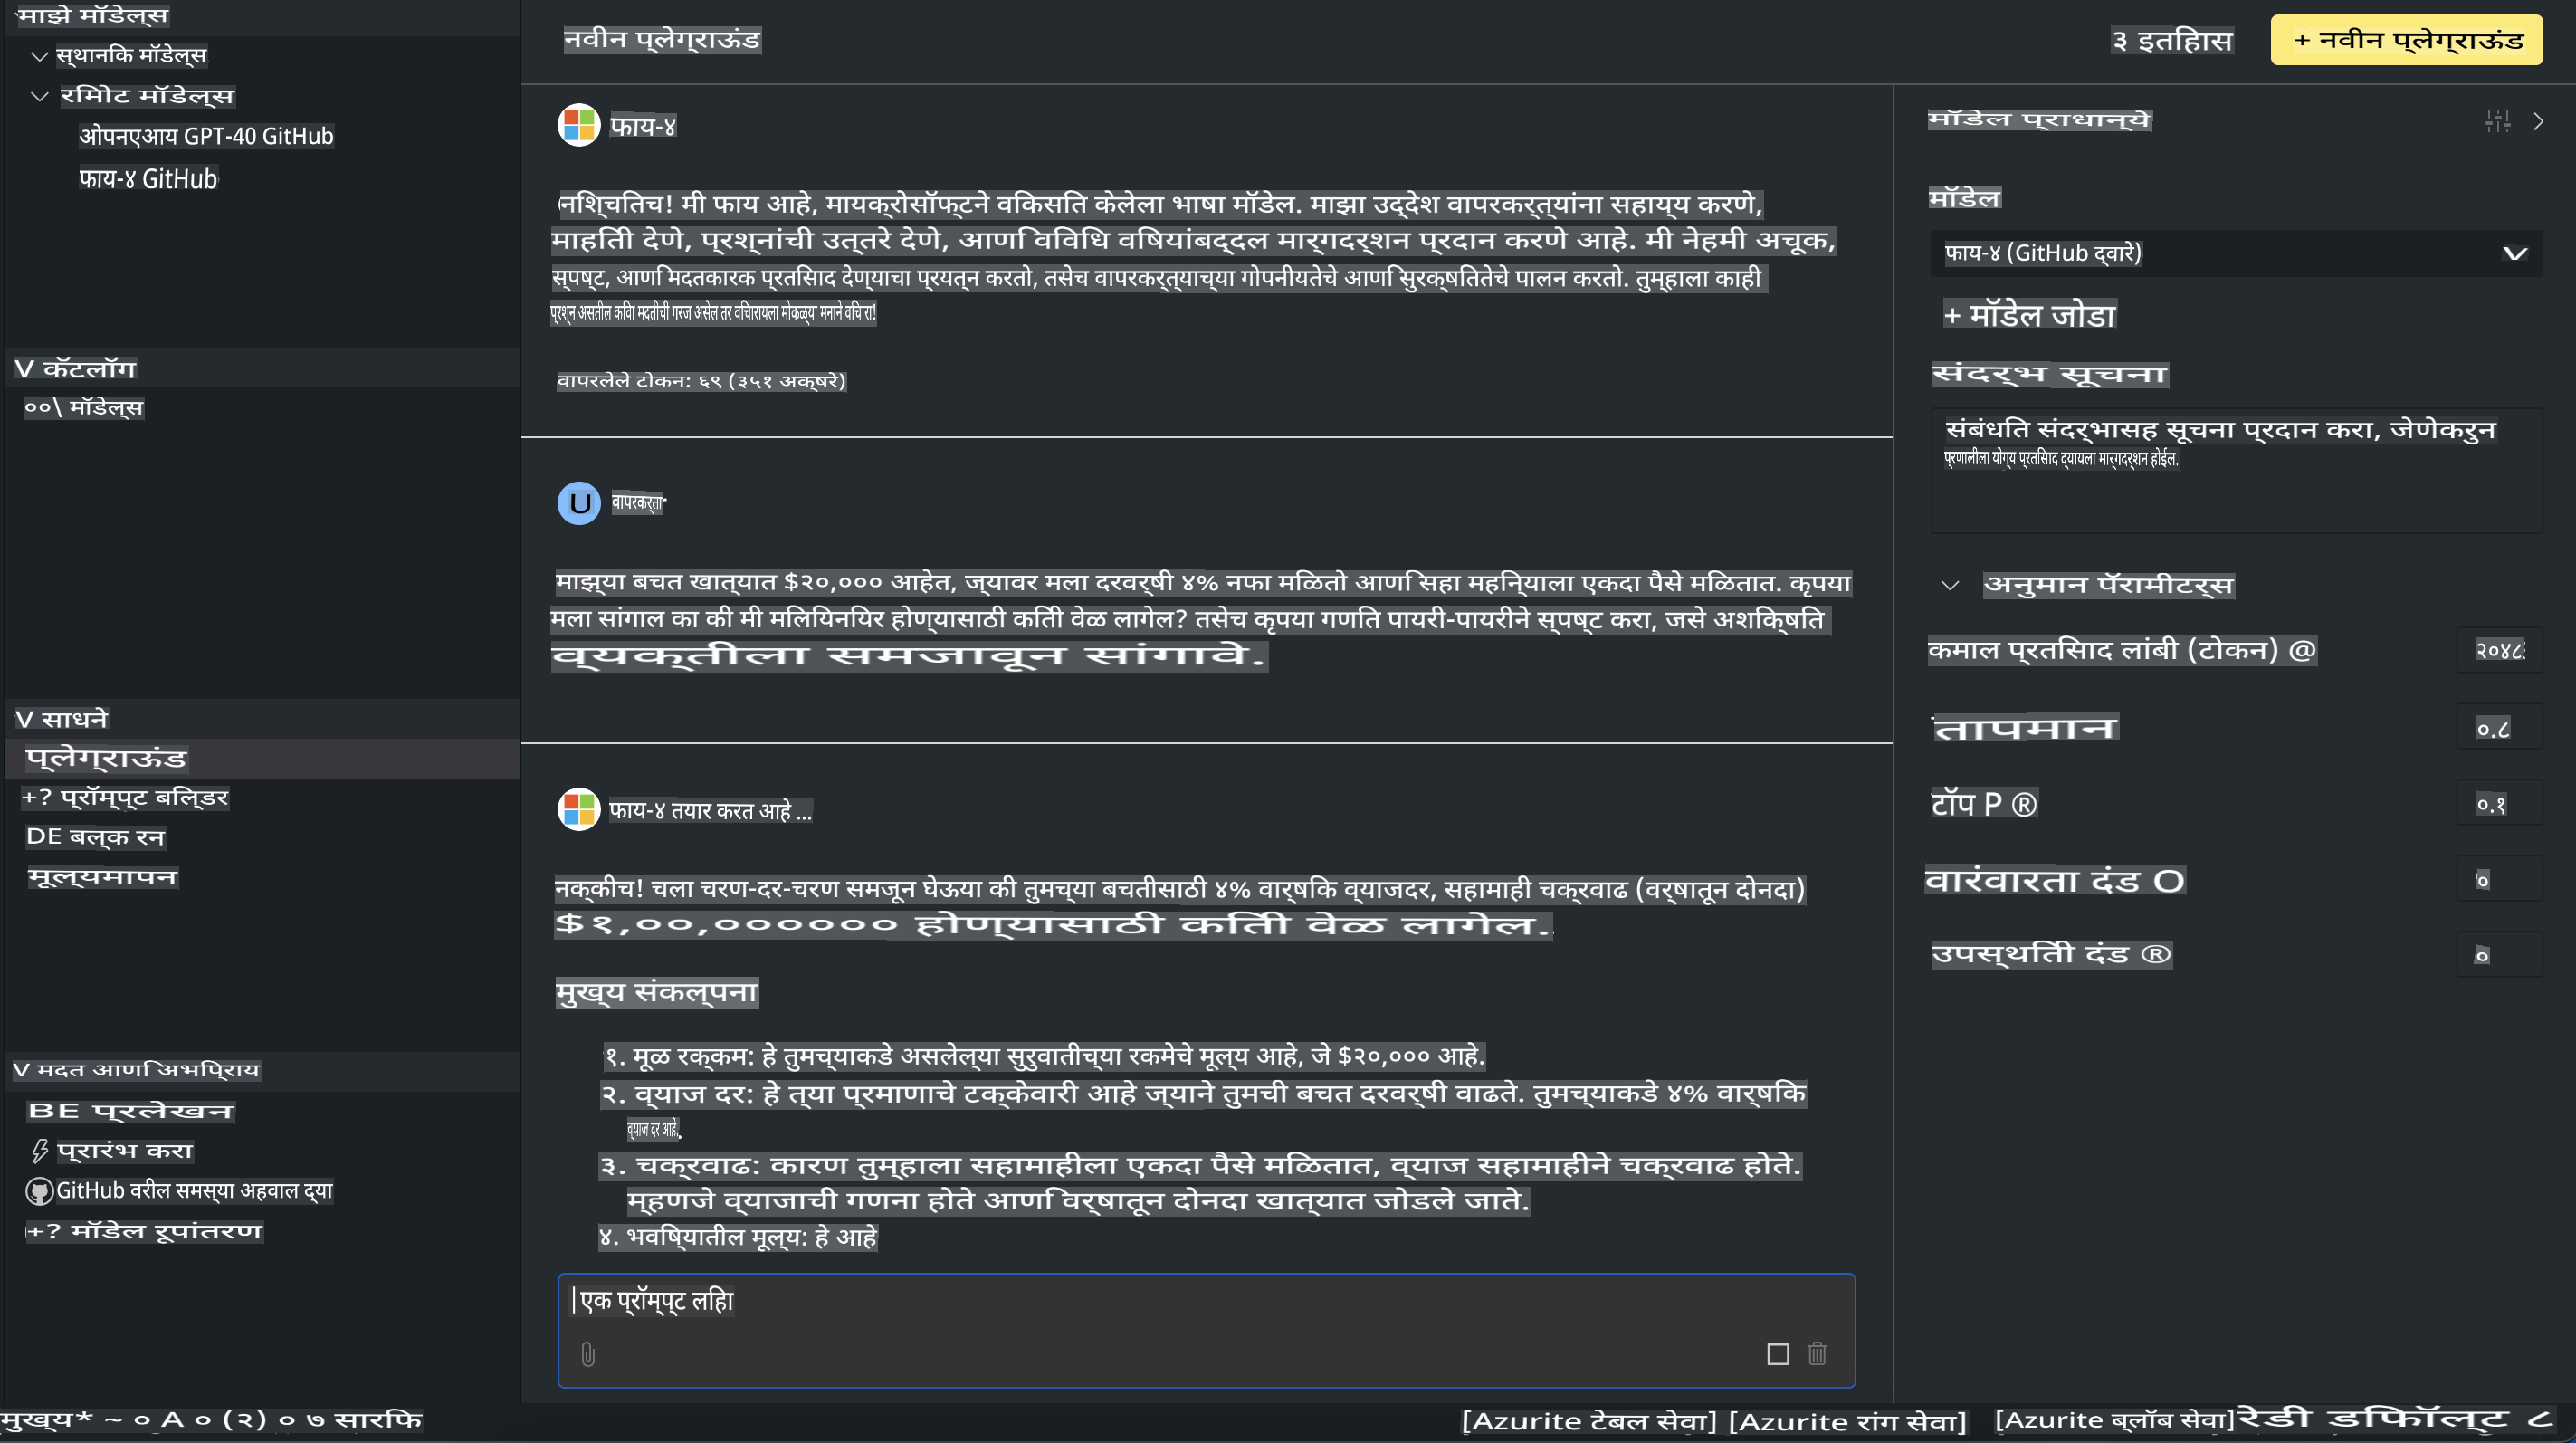 माझे मॉडेल्स
स्थानिक मॉडेल्स
रिमोट मॉडेल्स
ओपनएआय GPT-40 GitHub
फाय-४ GitHub
V कॅटलॉग
००\ मॉडेल्स
V साधने
प्लेग्राऊंड
+? प्रॉम्प्ट बिल्डर
DE बल्क रन
मूल्यमापन
V मदत आणि अभिप्राय
BE प्रलेखन
प्रारंभ करा
GitHub वरील समस्या अहवाल द्या
+? मॉडेल रूपांतरण
नवीन प्लेग्राऊंड
३ इतिहास
+ नवीन प्लेग्राऊंड
फाय-४
निश्चितच! मी फाय आहे, मायक्रोसॉफ्टने विकसित केलेला भाषा मॉडेल. माझा उद्देश वापरकर्त्यांना सहाय्य करणे,
माहिती देणे, प्रश्नांची उत्तरे देणे, आणि विविध विषयांबद्दल मार्गदर्शन प्रदान करणे आहे. मी नेहमी अचूक,
स्पष्ट, आणि मदतकारक प्रतिसाद देण्याचा प्रयत्न करतो, तसेच वापरकर्त्याच्या गोपनीयतेचे आणि सुरक्षिततेचे पालन करतो. तुम्हाला काही
प्रश्न असतील किंवा मदतीची गरज असेल तर विचारायला मोकळ्या मनाने विचारा!
वापरलेले टोकन: ६९ (३५१ अक्षरे)
U वापरकर्ता
माझ्या बचत खात्यात $२०,००० आहेत, ज्यावर मला दरवर्षी ४% नफा मिळतो आणि सहा महिन्याला एकदा पैसे मिळतात. कृपया
मला सांगाल का की मी मिलियनियर होण्यासाठी किती वेळ लागेल? तसेच कृपया गणित पायरी-पायरीने स्पष्ट करा, जसे अशिक्षित
व्यक्तीला समजावून सांगावे.
फाय-४ तयार करत आहे ...
नक्कीच! चला चरण-दर-चरण समजून घेऊया की तुमच्या बचतीसाठी ४% वार्षिक व्याजदर, सहामाही चक्रवाढ (वर्षातून दोनदा)
$१,००,०००००० होण्यासाठी किती वेळ लागेल.
मुख्य संकल्पना
१. मूळ रक्कम: हे तुमच्याकडे असलेल्या सुरुवातीच्या रकमेचे मूल्य आहे, जे $२०,००० आहे.
२. व्याज दर: हे त्या प्रमाणाचे टक्केवारी आहे ज्याने तुमची बचत दरवर्षी वाढते. तुमच्याकडे ४% वार्षिक
व्याज दर आहे.
३. चक्रवाढ: कारण तुम्हाला सहामाहीला एकदा पैसे मिळतात, व्याज सहामाहीने चक्रवाढ होते.
म्हणजे व्याजाची गणना होते आणि वर्षातून दोनदा खात्यात जोडले जाते.
४. भविष्यातील मूल्य: हे आहे
एक प्रॉम्प्ट लिहा
मॉडेल प्राधान्ये
मॉडेल
फाय-४ (GitHub द्वारे)
+ मॉडेल जोडा
संदर्भ सूचना
संबंधित संदर्भासह सूचना प्रदान करा, जेणेकरुन
प्रणालीला योग्य प्रतिसाद द्यायला मार्गदर्शन होईल.
अनुमान पॅरामीटर्स
कमाल प्रतिसाद लांबी (टोकन) @ २०४८
तापमान ०.८
टॉप P ® ०.१
वारंवारता दंड O ०
उपस्थिती दंड ® ०
मुख्य* ~ ० A ० (२) ० ७ सारफि
[Azurite टेबल सेवा] [Azurite रांग सेवा] [Azurite ब्लॉब सेवा] रेडी डिफॉल्ट ८